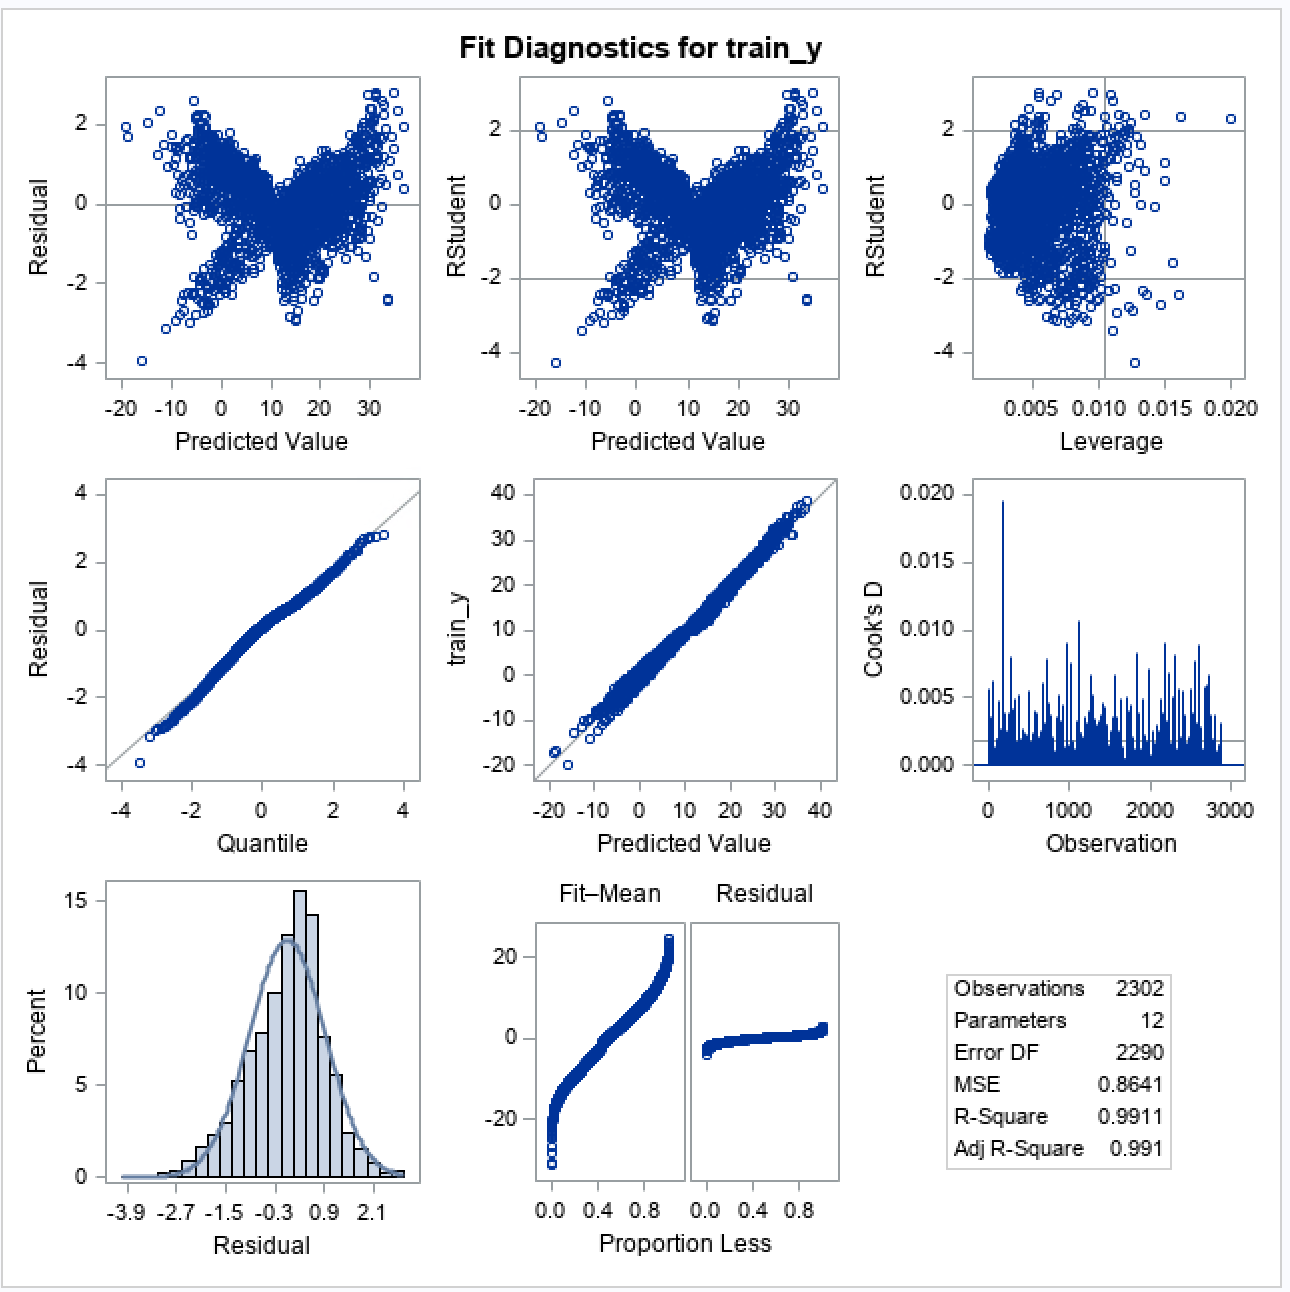 Fit Diagnostics for train_y
2
0
-2
-4
Residual
-20 -10 0 10 20 30
Predicted Value
2
0
-2
-4
RStudent
-20 -10 0 10 20 30
Predicted Value
2
0
-2
-4
RStudent
0.005 0.010 0.015 0.020
Leverage
4
2
0
-2
-4
Residual
-4 -2 0 2 4
Quantile
40
30
20
10
0
-10
-20
train_y
-20 -10 0 10 20 30 40
Predicted Value
0.020
0.015
0.010
0.005
0.000
Cook's D
0 1000 2000 3000
Observation
15
10
5
0
Percent
-3.9 -2.7 -1.5 -0.3 0.9 2.1
Residual
Fit–Mean Residual
20
0
-20
0.0 0.4 0.8 0.0 0.4 0.8
Proportion Less
Observations 2302
Parameters 12
Error DF 2290
MSE 0.8641
R-Square 0.9911
Adj R-Square 0.991